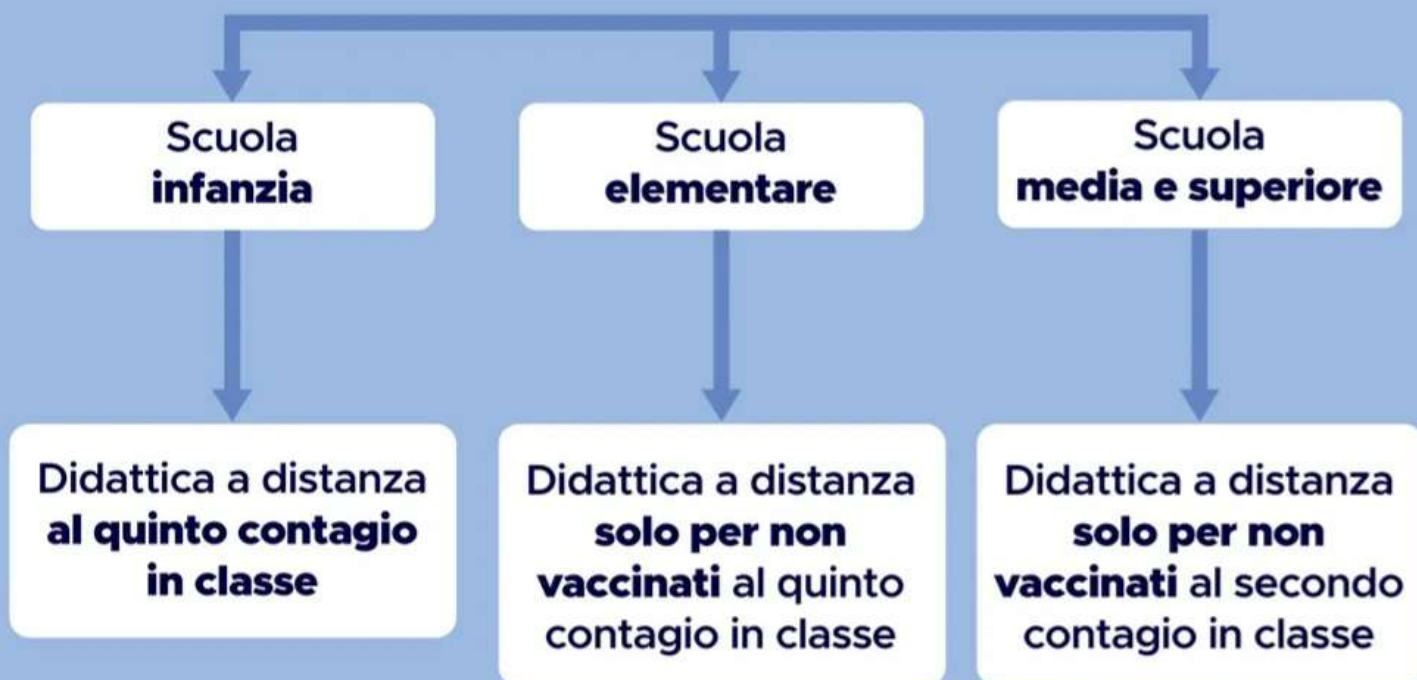 Scuola
infanzia
Scuola
elementare
Scuola
media e superiore
Didattica a distanza
al quinto contagio
in classe
Didattica a distanza
solo per non
vaccinati al quinto
contagio in classe
Didattica a distanza
solo per non
vaccinati al secondo
contagio in classe